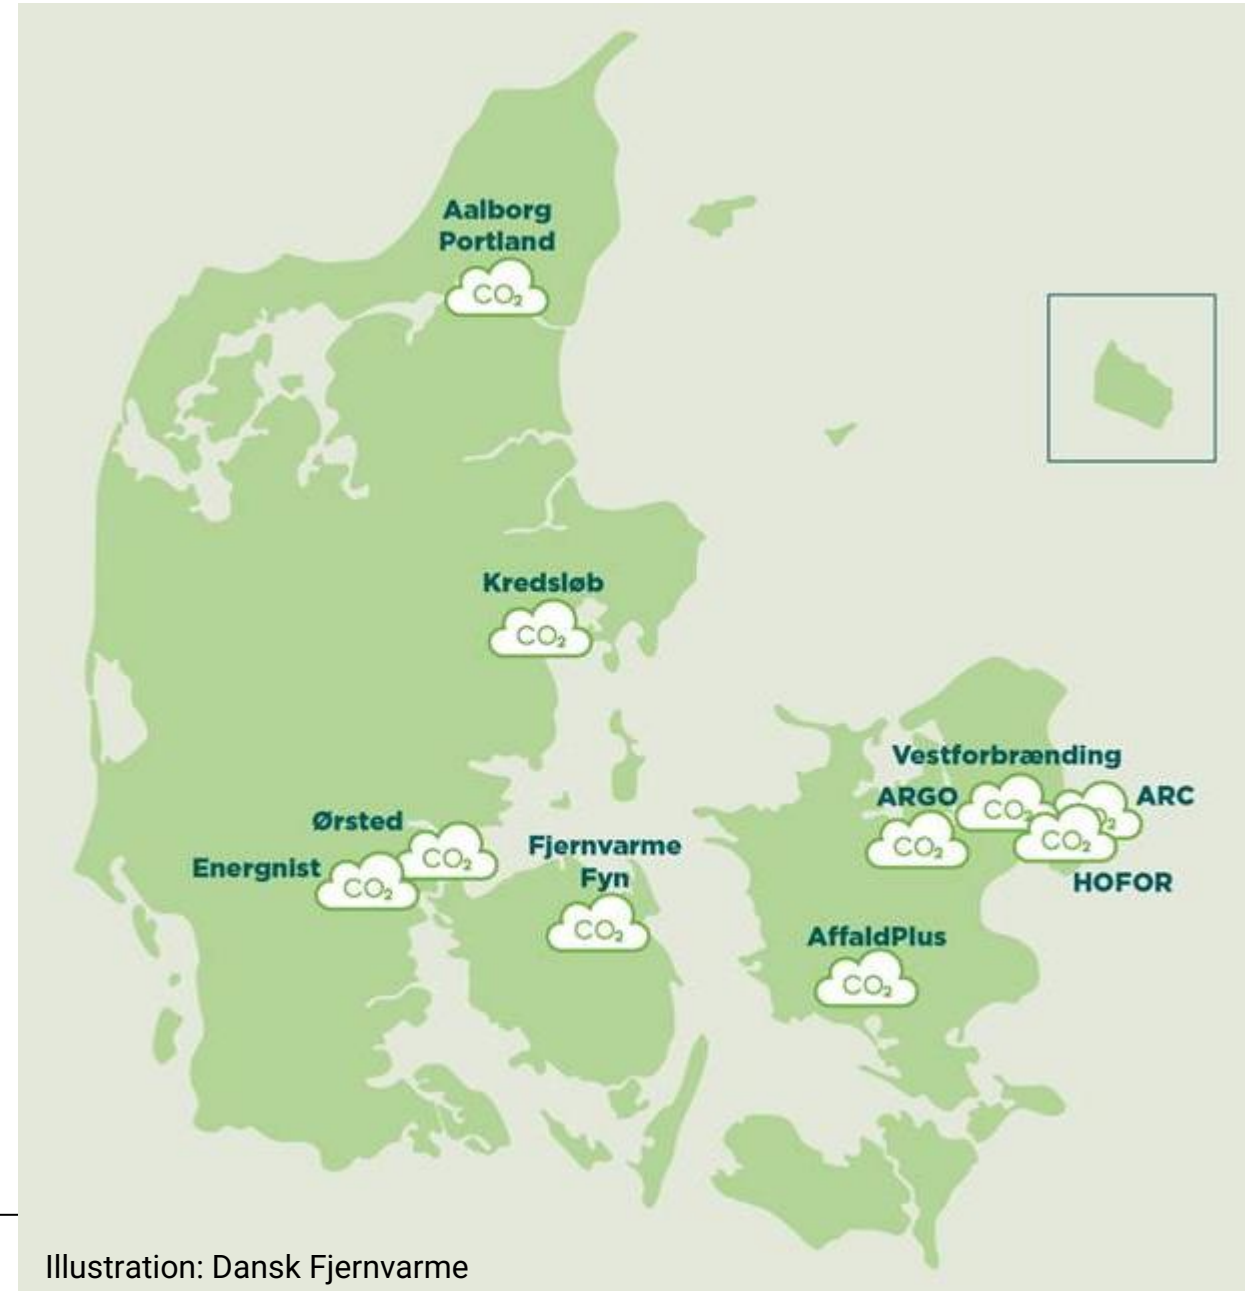 Aalborg
Portland
CO₂
Kredsløb
CO₂
Vestforbrænding
CO₂
ARGO
CO₂
ARC
O₂
CO₂
HOFOR
Ørsted
CO₂
Energnist
CO₂
Fjernvarme
Fyn
CO₂
AffaldPlus
CO₂
Illustration: Dansk Fjernvarme